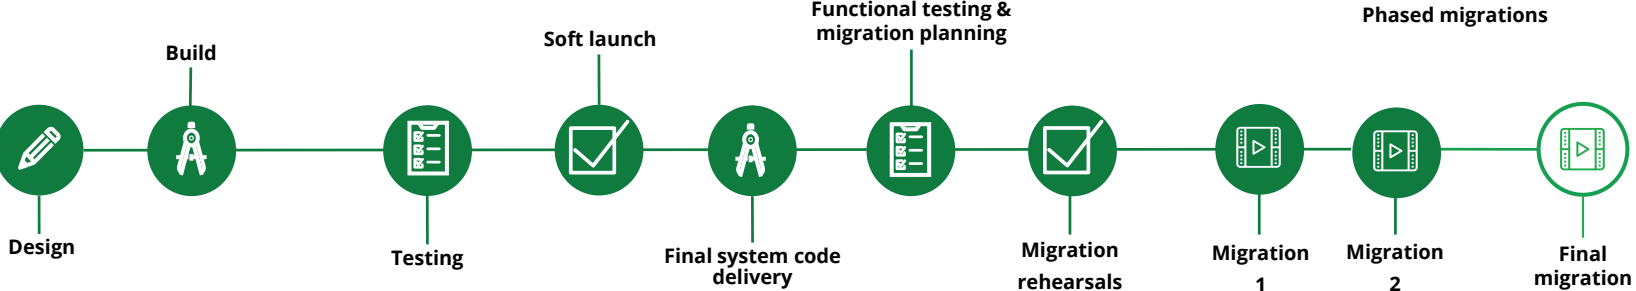 Design
Build
Testing
Soft launch
Final system code
delivery
Functional testing &
migration planning
Migration
rehearsals
Phased migrations
Migration
1
Migration
2
Final
migration